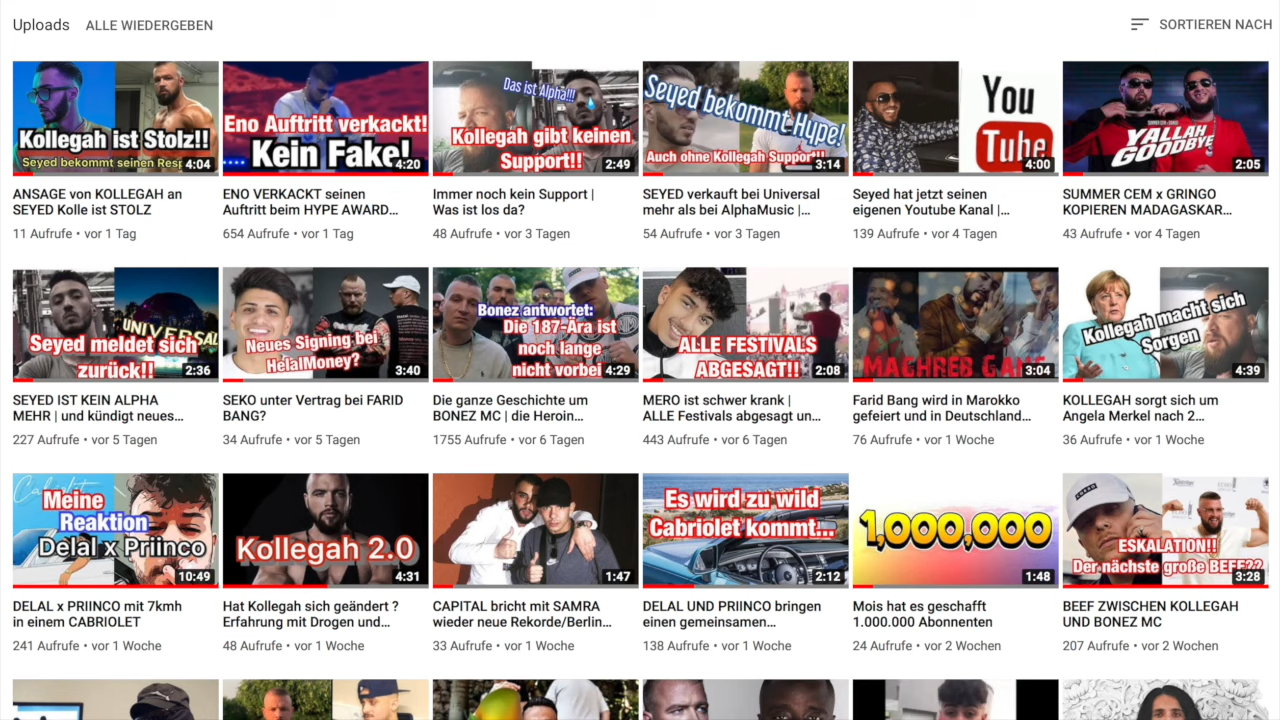 Uploads ALLE WIEDERGEBEN SORTIEREN NACH
Kollegah ist Stolz!!
Seyed bekommt seinen Resp
4:04
ANSAGE von KOLLEGAH an
SEYED Kolle ist STOLZ
11 Aufrufe • vor 1 Tag
Eno Auftritt verkackt!
.... Kein Fake!
4:20
ENO VERKACKT seinen
Auftritt beim HYPE AWARD...
654 Aufrufe • vor 1 Tag
Das ist Alpha!!!
Kollegah gibt keinen
Support!!
2:49
Immer noch kein Support |
Was ist los da?
48 Aufrufe • vor 3 Tagen
Seyed bekommt Hype!
Auch ohne Kollegah Support!!!
3:14
SEYED verkauft bei Universal
mehr als bei AlphaMusic |...
54 Aufrufe • vor 3 Tagen
You
Tube
4:00
Seyed hat jetzt seinen
eigenen Youtube Kanal |...
139 Aufrufe • vor 4 Tagen
SUMMER CEM x GRINGO
YALLAH
GOODBYE
2:05
SUMMER CEM x GRINGO
KOPIEREN MADAGASKAR...
43 Aufrufe • vor 4 Tagen
UNIVERSAL
Seyed meldet sich
zurück!!
2:36
SEYED IST KEIN ALPHA
MEHR | und kündigt neues...
227 Aufrufe • vor 5 Tagen
Neues Signing bei
HelalMoney?
3:40
SEKO unter Vertrag bei FARID
BANG?
34 Aufrufe • vor 5 Tagen
Bonez antwortet:
Die 187-Ära ist
noch lange
nicht vorbei
4:29
Die ganze Geschichte um
BONEZ MC | die Heroin...
1755 Aufrufe • vor 6 Tagen
ALLE FESTIVALS
ABGESAGT!!
2:08
MERO ist schwer krank |
ALLE Festivals abgesagt un...
443 Aufrufe • vor 6 Tagen
MAGHREB GANG
3:04
Farid Bang wird in Marokko
gefeiert und in Deutschland...
76 Aufrufe • vor 1 Woche
Kollegah macht sich
Sorgen
4:39
KOLLEGAH sorgt sich um
Angela Merkel nach 2...
36 Aufrufe • vor 1 Woche
Cabriolet
Meine
Reaktion
Delal x Priinco
10:49
DELAL x PRIINCO mit 7kmh
in einem CABRIOLET
241 Aufrufe • vor 1 Woche
Kollegah 2.0
4:31
Hat Kollegah sich geändert ?
Erfahrung mit Drogen und...
48 Aufrufe • vor 1 Woche
1:47
CAPITAL bricht mit SAMRA
wieder neue Rekorde/Berlin...
33 Aufrufe • vor 1 Woche
Es wird zu wild
Cabriolet kommt...
2:12
DELAL UND PRIINCO bringen
einen gemeinsamen...
138 Aufrufe • vor 1 Woche
1,000,000
1:48
Mois hat es geschafft
1.000.000 Abonnenten
24 Aufrufe • vor 2 Wochen
ESKALATION!!
Der nächste große BEEF??
3:28
BEEF ZWISCHEN KOLLEGAH
UND BONEZ MC
207 Aufrufe • vor 2 Wochen